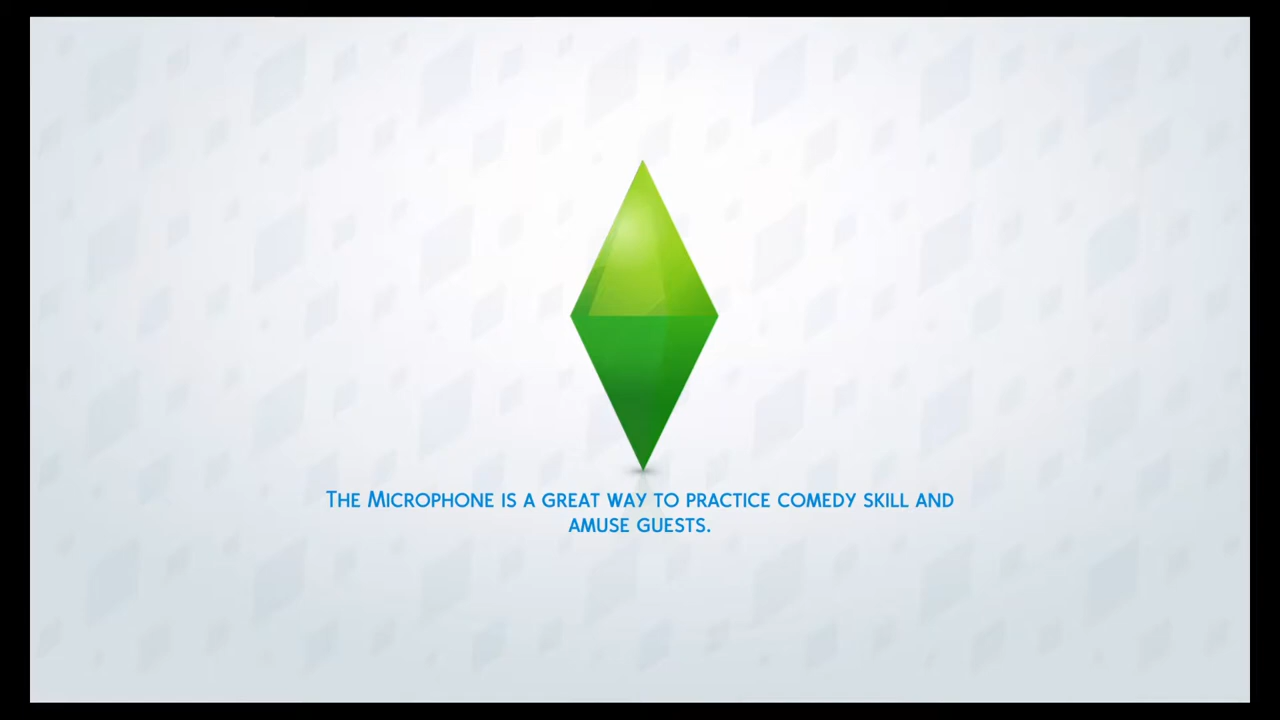 The Microphone is a great way to practice comedy skill and
amuse guests.